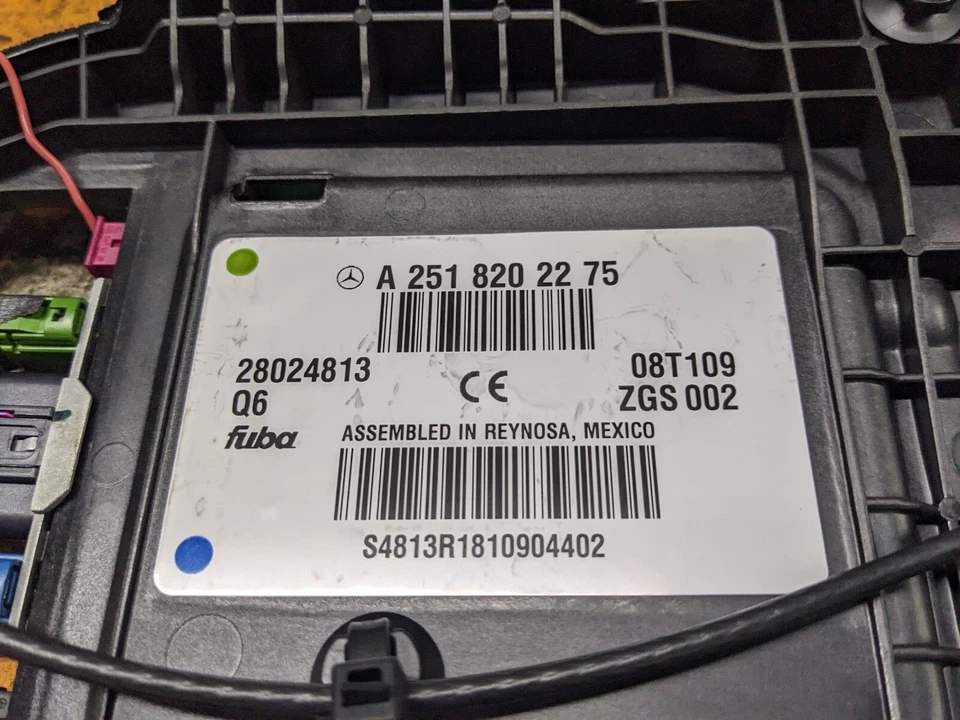 A 251 820 22 75
28024813 08T109
Q6 CE ZGS 002
fuba ASSEMBLED IN REYNOSA, MEXICO
S4813R1810904402